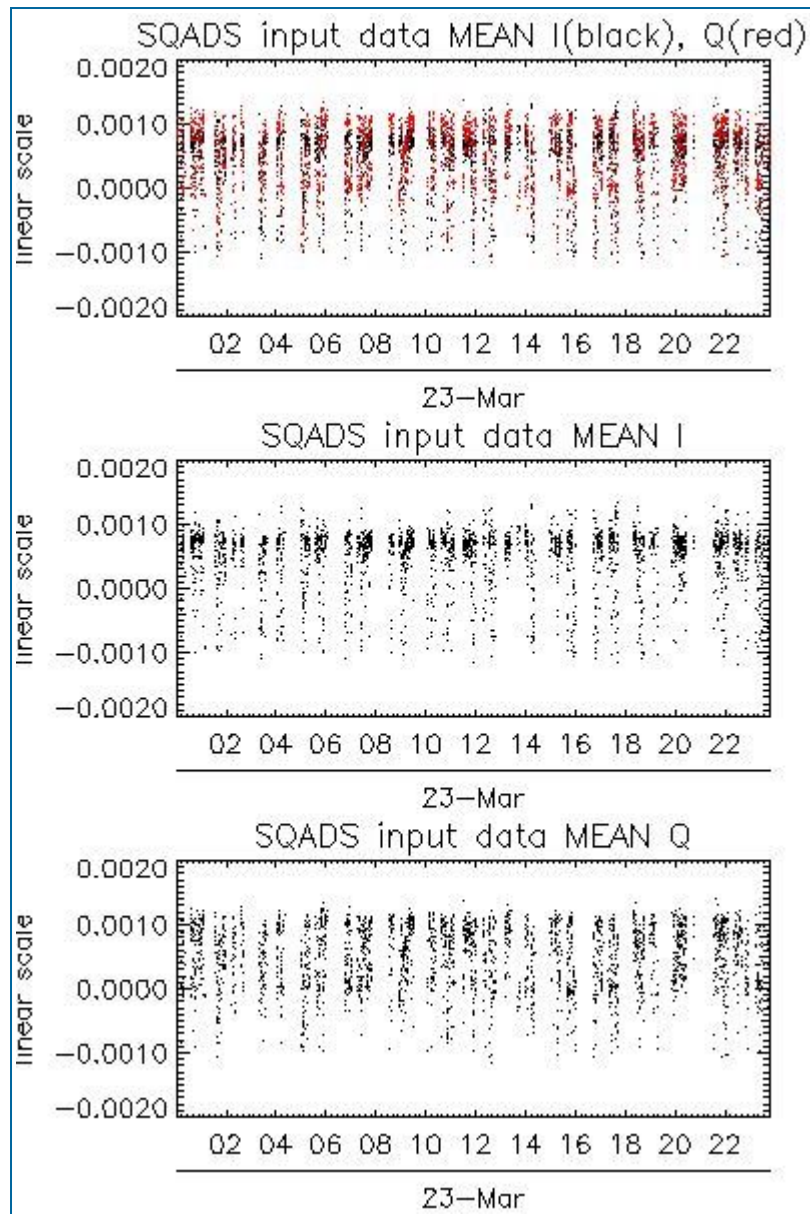 SQADS input data MEAN I(black), Q(red)
linear scale
0.0020
0.0010
0.0000
−0.0010
−0.0020
02 04 06 08 10 12 14 16 18 20 22
23−Mar
SQADS input data MEAN I
linear scale
0.0020
0.0010
0.0000
−0.0010
−0.0020
02 04 06 08 10 12 14 16 18 20 22
23−Mar
SQADS input data MEAN Q
linear scale
0.0020
0.0010
0.0000
−0.0010
−0.0020
02 04 06 08 10 12 14 16 18 20 22
23−Mar